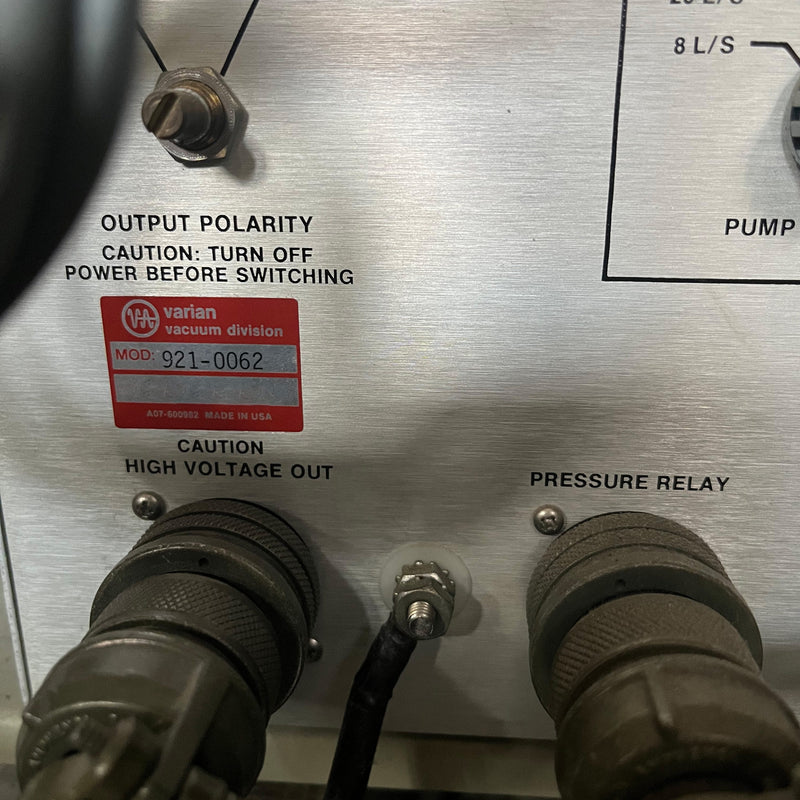 8 L/S
PUMP
OUTPUT POLARITY
CAUTION: TURN OFF
POWER BEFORE SWITCHING
varian
vacuum division
MOD: 921-0062
A07-600982 MADE IN USA
CAUTION
HIGH VOLTAGE OUT
PRESSURE RELAY